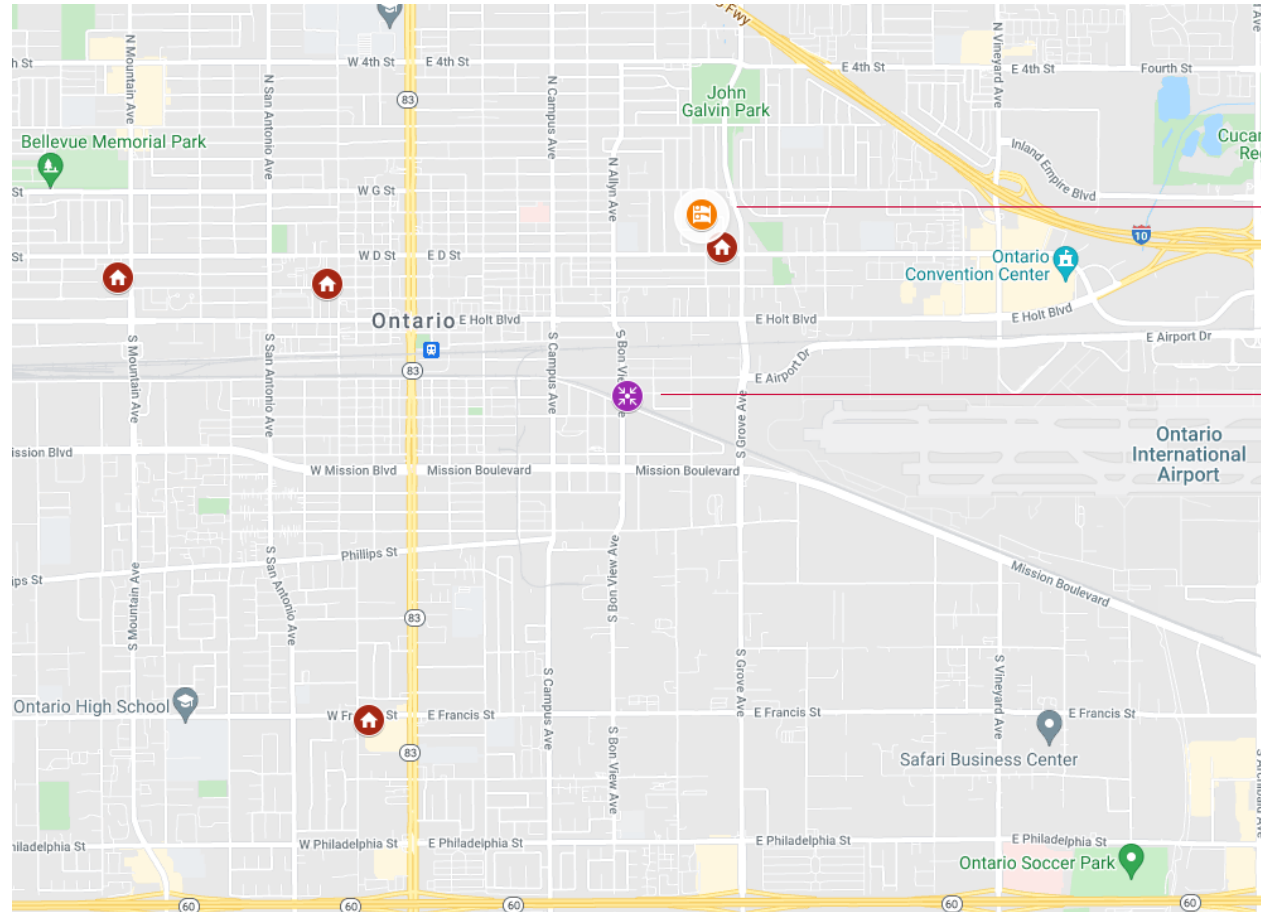 Fwy
W 4th St
E 4th St
E 4th St
E 4th St
Fourth St
83
N Mountain Ave
N San Antonio Ave
N Campus Ave
N Vineyard Ave
Ave
John
Galvin Park
Bellevue Memorial Park
N Allyn Ave
Inland Empire Blvd
St
W G St
10
St
W D St
E D St
Ontario
Convention Center
Ontario
E Holt Blvd
E Holt Blvd
E Holt Blvd
E Airport Dr
E Airport Dr
83
S Mountain Ave
S San Antonio Ave
S Campus Ave
S Grove Ave
Ontario
International
Airport
W Mission Blvd
Mission Boulevard
Mission Boulevard
Phillips St
S Mountain Ave
S San Antonio Ave
S Bon View Ave
Mission Boulevard
83
S Campus Ave
S Grove Ave
S Vineyard Ave
Ontario High School
E Francis St
E Francis St
E Francis St
83
S Bon View Ave
Safari Business Center
W Philadelphia St
E Philadelphia St
E Philadelphia St
E Philadelphia St
Ontario Soccer Park
60
60
60
60
60